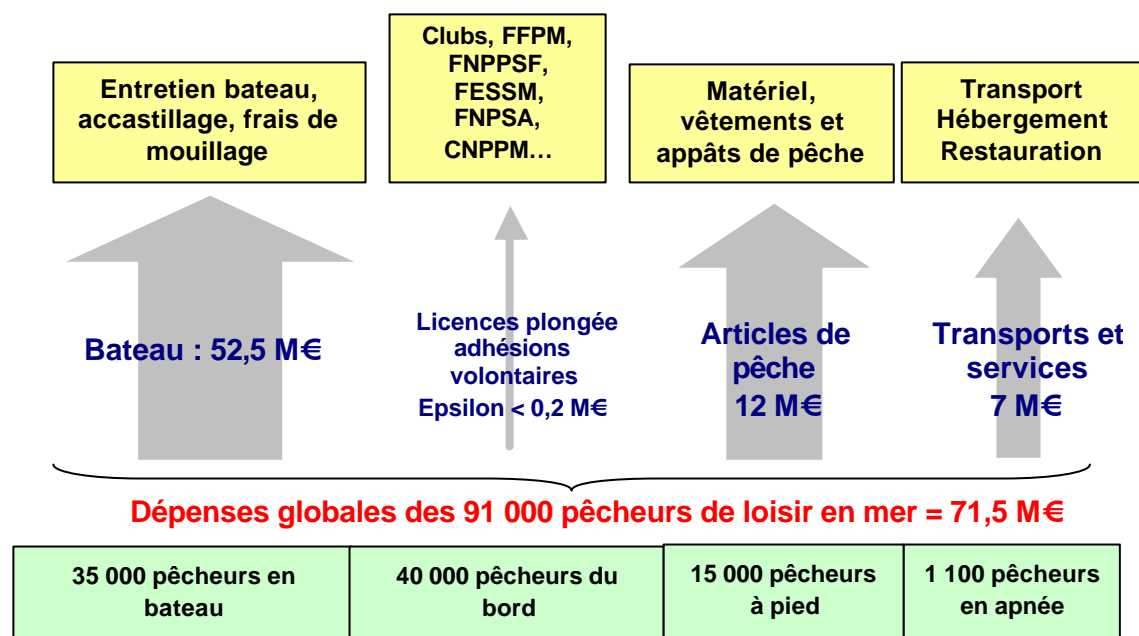 Entretien bateau,
accastillage, frais de
mouillage
Clubs, FFPM,
FNPPSF,
FESSM,
FNPSA,
CNPPM…
Matériel,
vêtements et
appâts de pêche
Transport
Hébergement
Restauration
Bateau : 52,5 M€
Licences plongée
adhésions
volontaires
Epsilon < 0,2 M€
Articles de
pêche
12 M€
Transports et
services
7 M€
Dépenses globales des 91 000 pêcheurs de loisir en mer = 71,5 M€
35 000 pêcheurs en
bateau
40 000 pêcheurs du
bord
15 000 pêcheurs
à pied
1 100 pêcheurs
en apnée